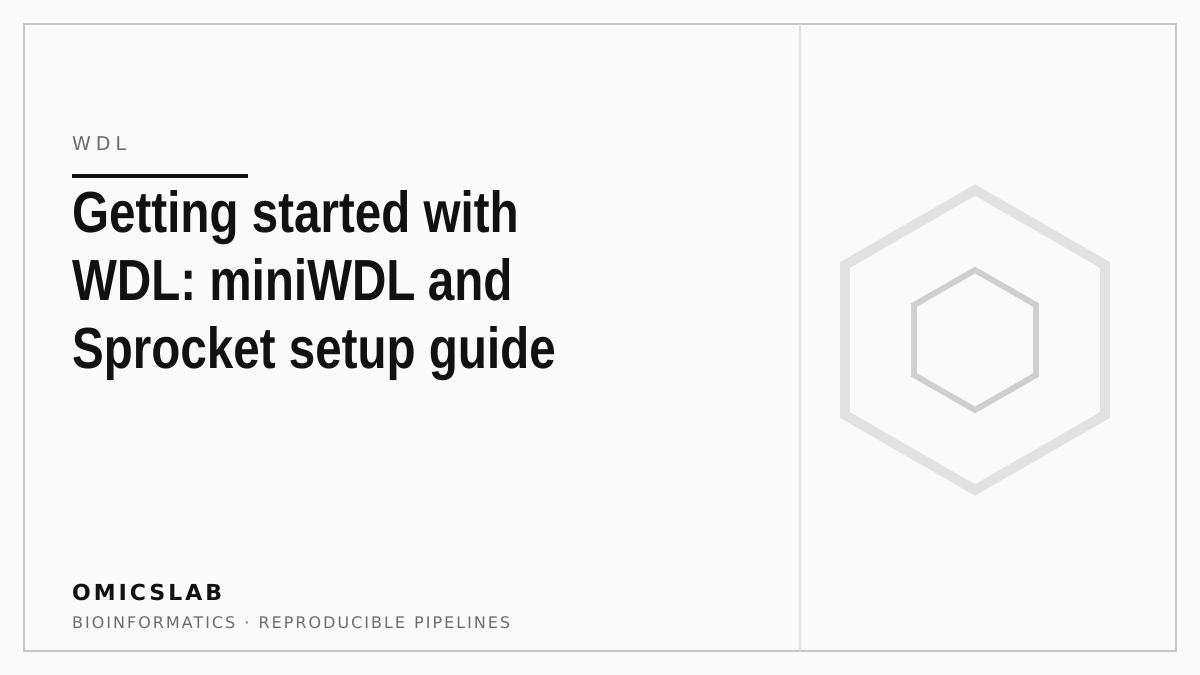 WDL
Getting started with
WDL: miniWDL and
Sprocket setup guide
OMICSLAB
BIOINFORMATICS · REPRODUCIBLE PIPELINES